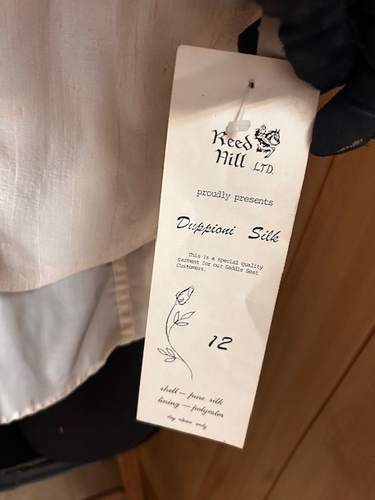 Reed
Hill LTD.
proudly presents
Duppioni Silk
This is a special quality
garment for our Saddle Seat
Customers.
12
shell — pure silk
lining — polyester
dry clean only